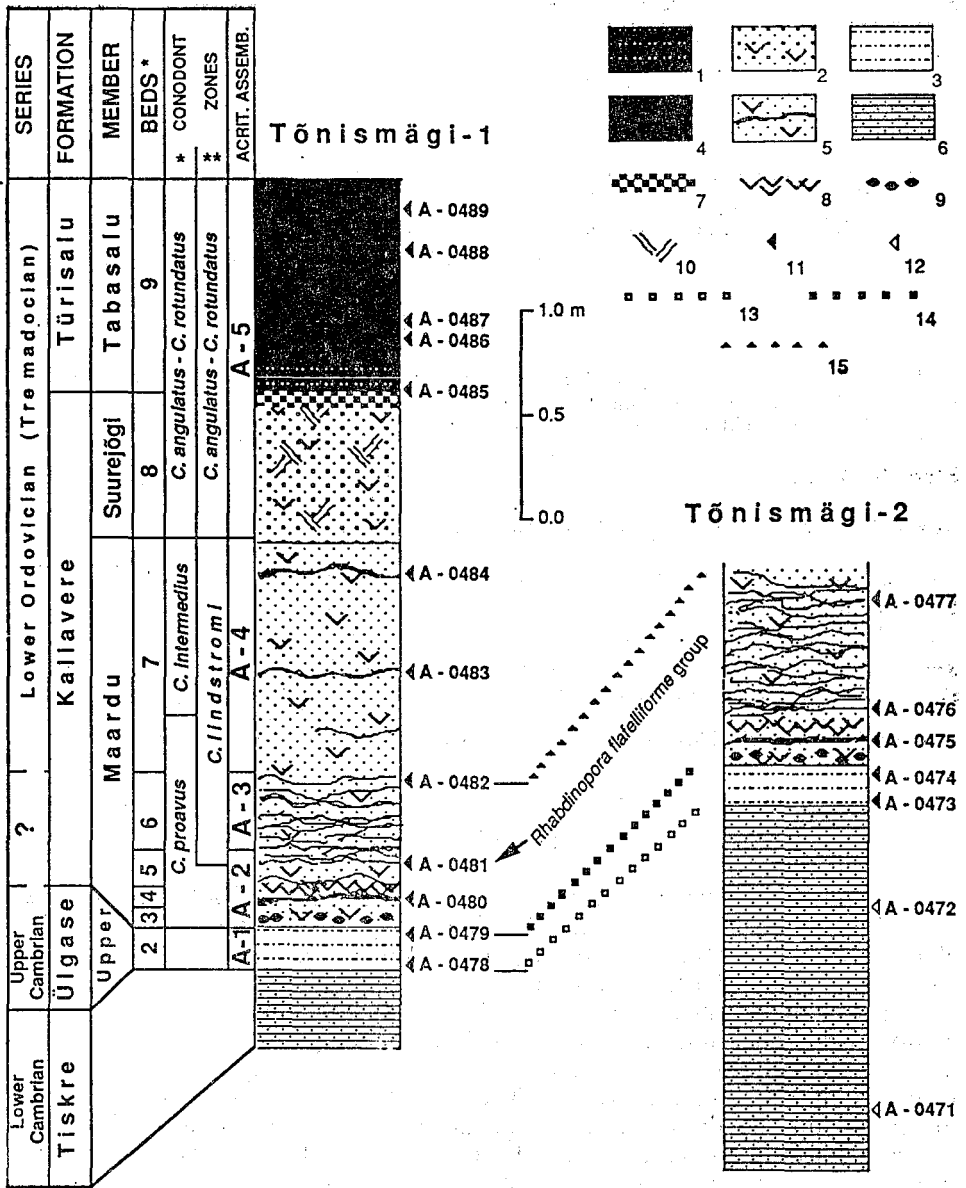 SERIES
FORMATION
MEMBER
BEDS *
* CONODONT
** ZONES
ACRIT. ASSEMB.
Lower Ordovician (Tremadocian)
?
Upper Cambrian
Lower Cambrian
Türisalu
Kallavere
Ülgase
Tiskre
Tabasalu
Suurejõgi
Maardu
Upper
9
8
7
6
5
4
3
2
C. angulatus - C. rotundatus
C. intermedius
C. proavus
C. angulatus - C. rotundatus
C. lindstromi
A-5
A-4
A-3
A-2
A-1
Tõnismägi-1
A - 0489
A - 0488
A - 0487
A - 0486
A - 0485
A - 0484
A - 0483
A - 0482
A - 0481
A - 0480
A - 0479
A - 0478
1
2
3
4
5
6
7
8
9
10
11
12
13
14
15
1.0 m
0.5
0.0
Rhabdinopora flafelliforme group
Tõnismägi-2
A - 0477
A - 0476
A - 0475
A - 0474
A - 0473
A - 0472
A - 0471